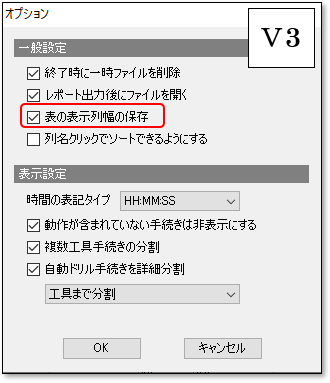 オプション
V3
一般設定
終了時に一時ファイルを削除
レポート出力後にファイルを開く
表の表示列幅の保存
列名クリックでソートできるようにする
表示設定
時間の表記タイプ HH:MM:SS
動作が含まれていない手続きは非表示にする
複数工具手続きの分割
自動ドリル手続きを詳細分割
工具まで分割
OK キャンセル